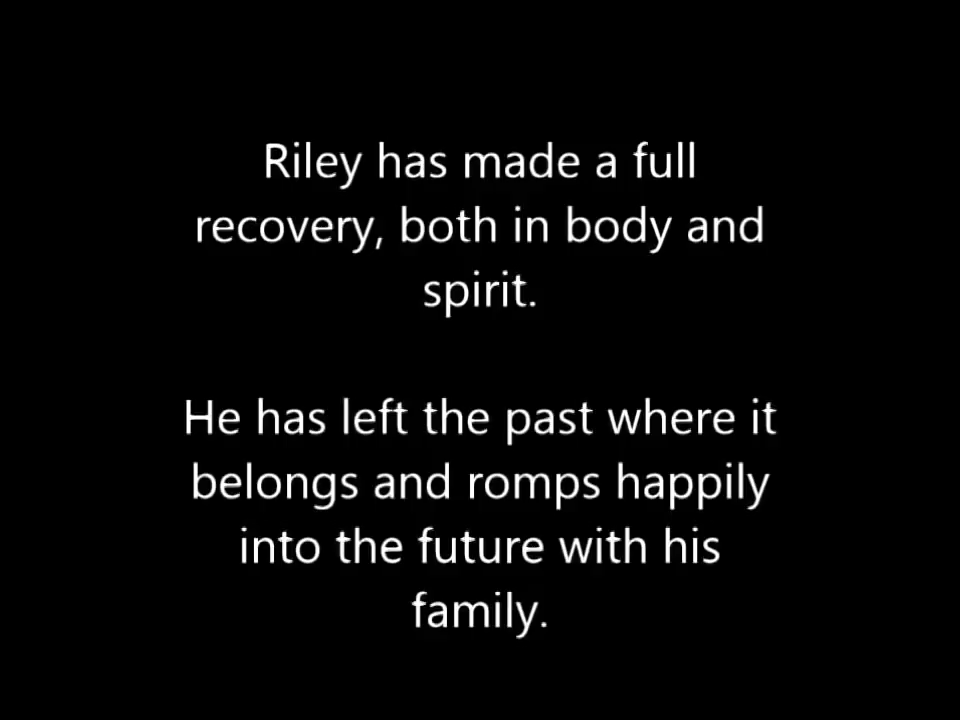 Riley has made a full
recovery, both in body and
spirit.
He has left the past where it
belongs and romps happily
into the future with his
family.